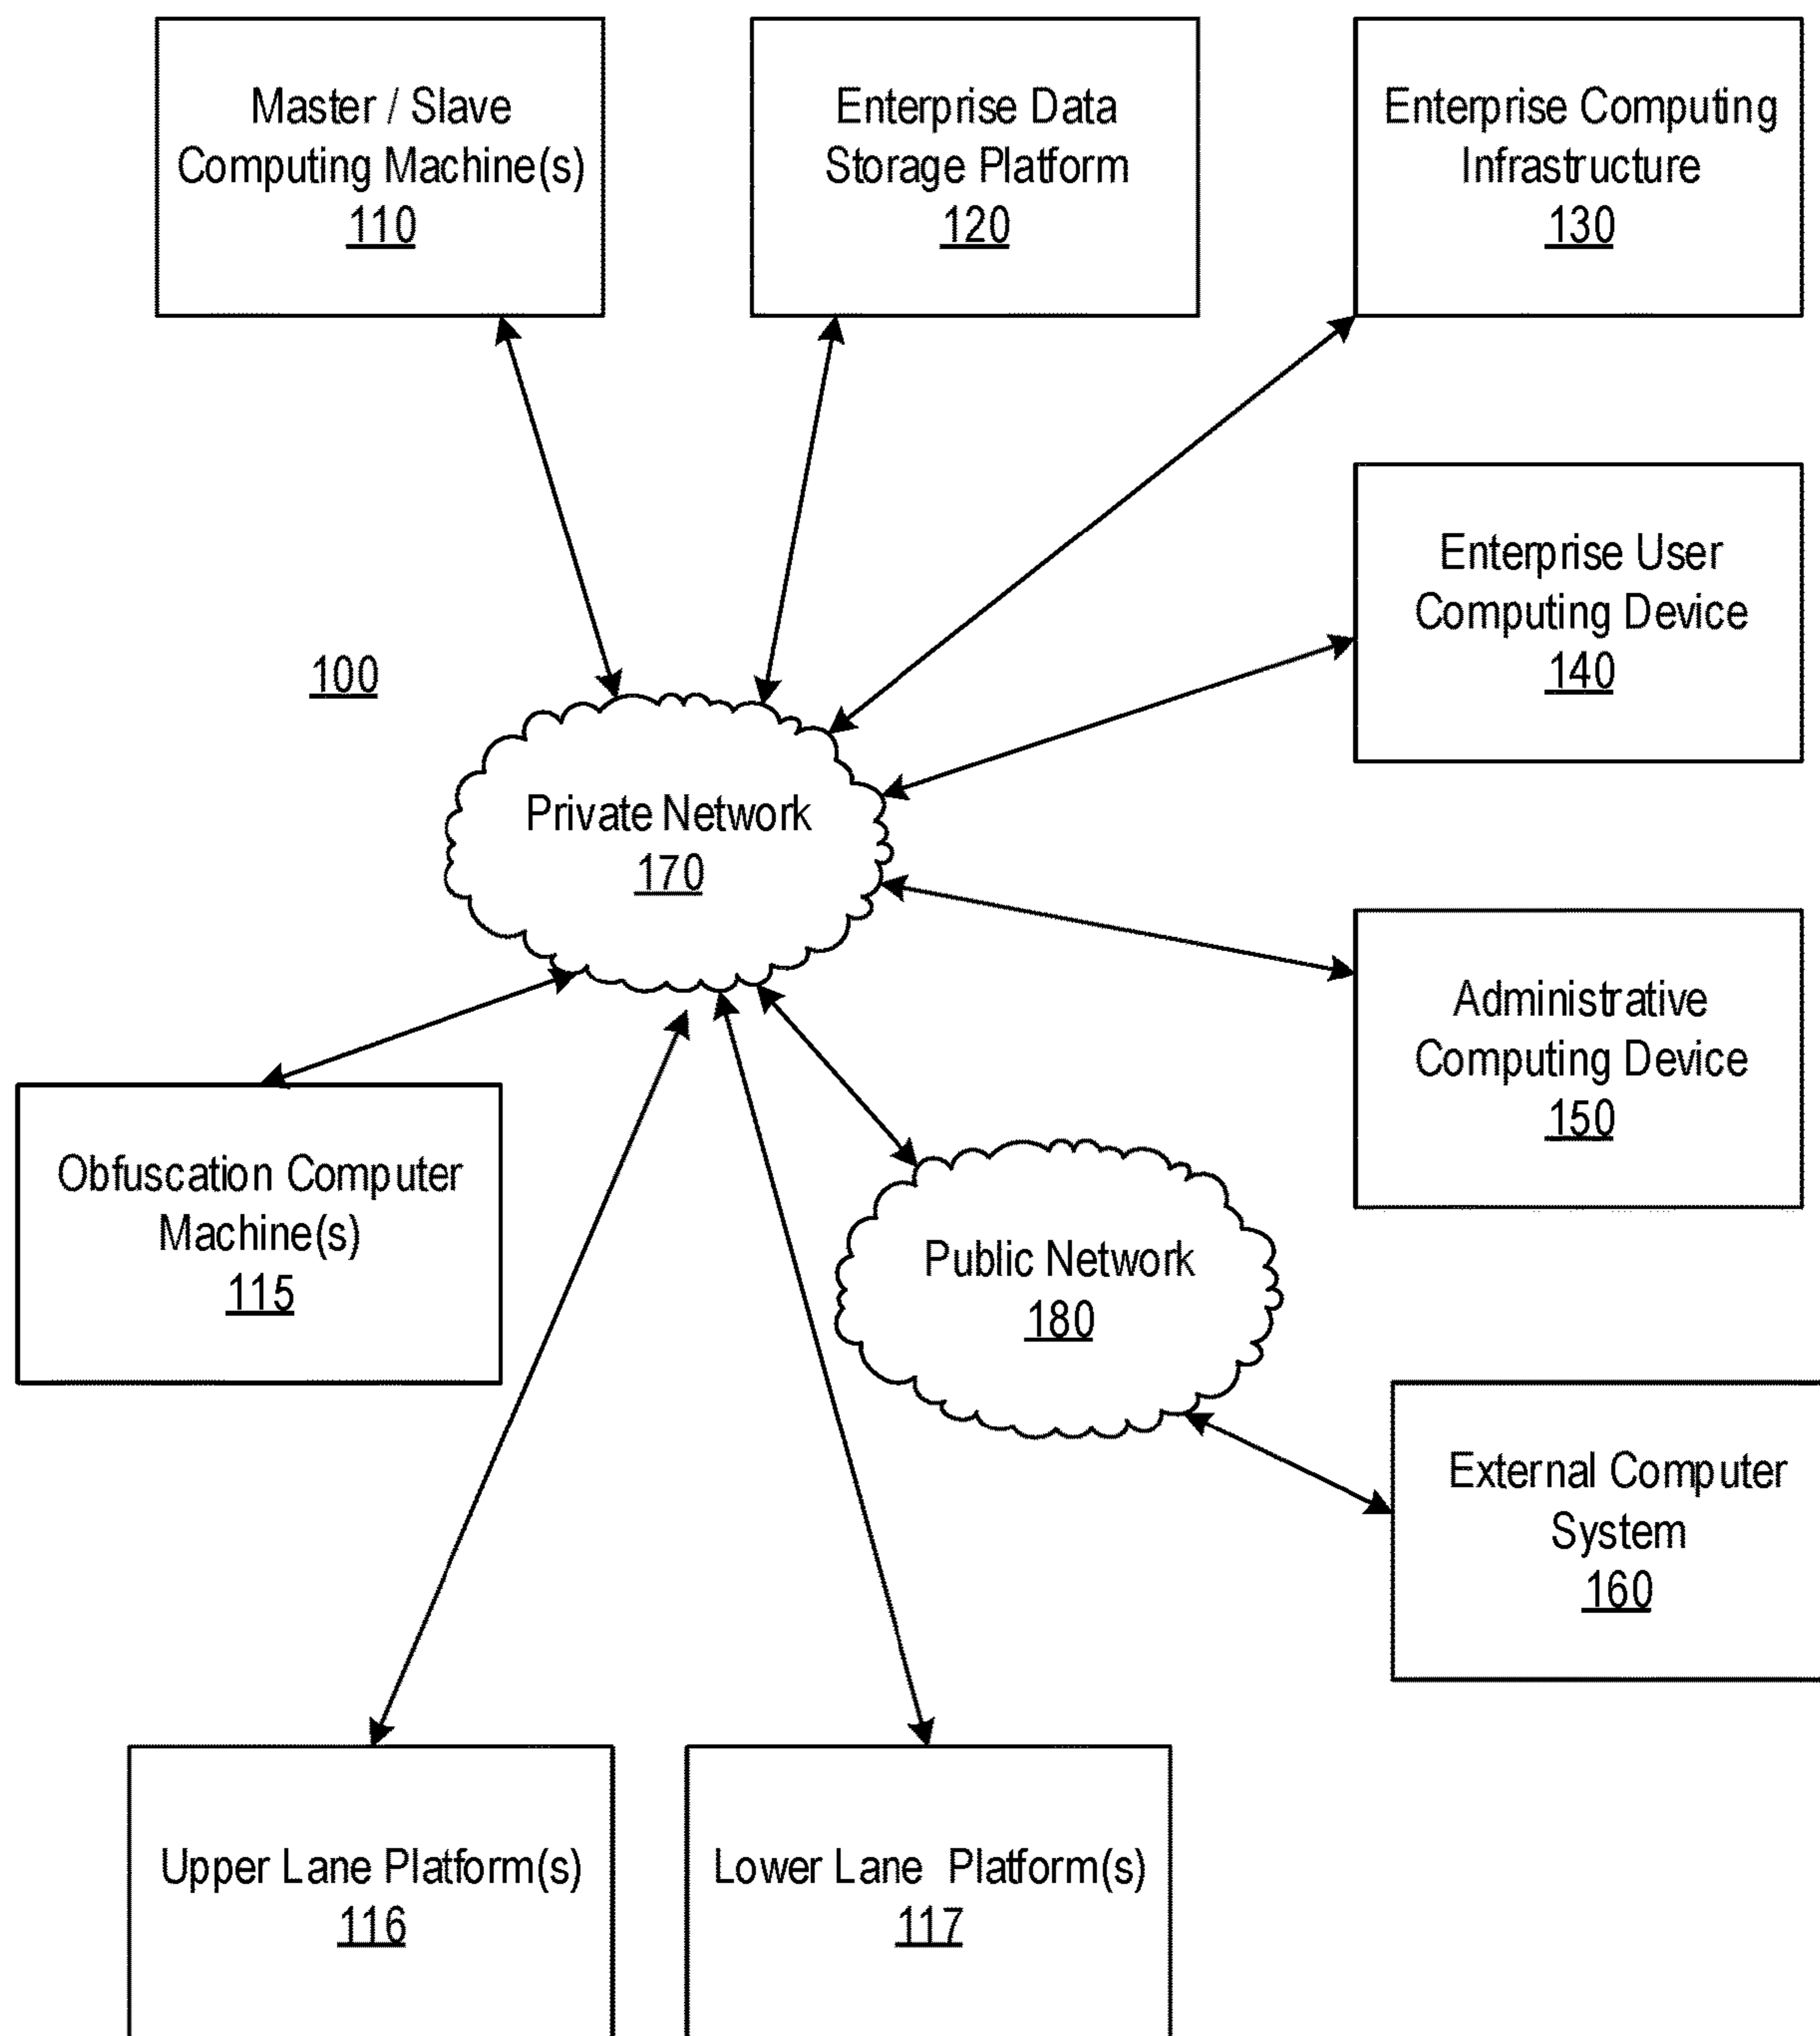 Master / Slave
Computing Machine(s)
110
Enterprise Data
Storage Platform
120
Enterprise Computing
Infrastructure
130
Enterprise User
Computing Device
140
100
Private Network
170
Administrative
Computing Device
150
Obfuscation Computer
Machine(s)
115
Public Network
180
External Computer
System
160
Upper Lane Platform(s)
116
Lower Lane Platform(s)
117